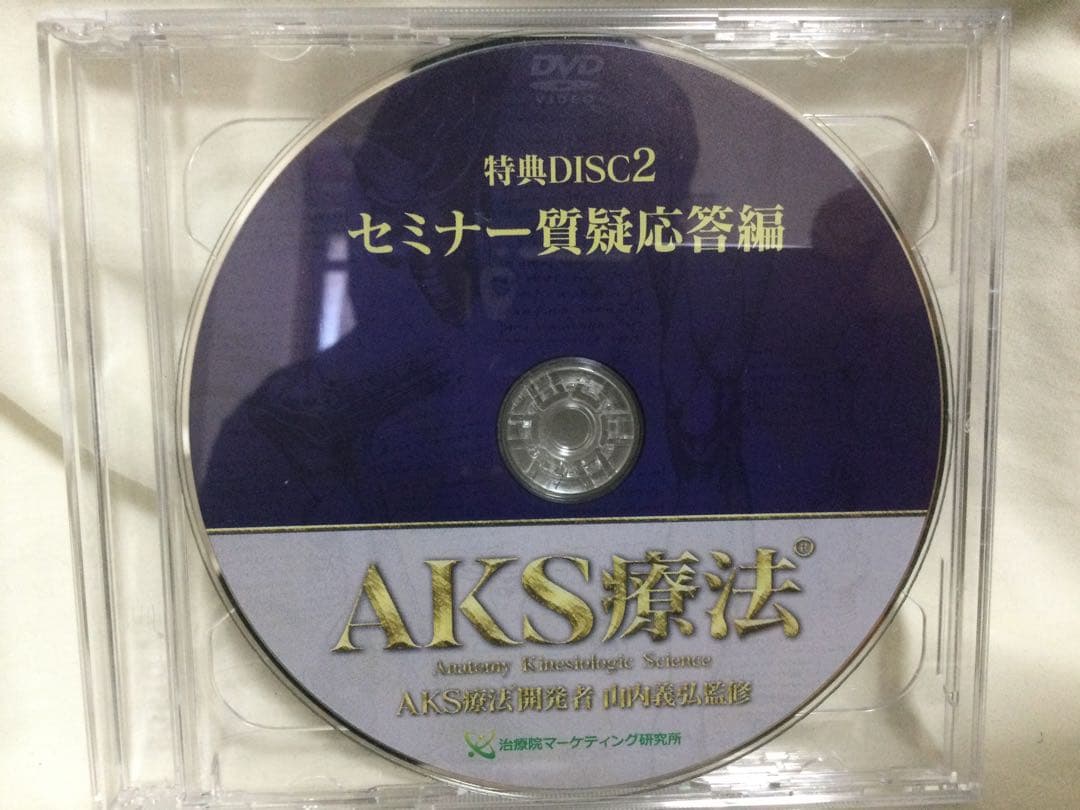 DVD
VIDEO
特典DISC2
セミナー質疑応答編
AKS療法®
Anatomy Kinesiologic Science
AKS療法 開発者 山内義弘監修
治療院マーケティング研究所